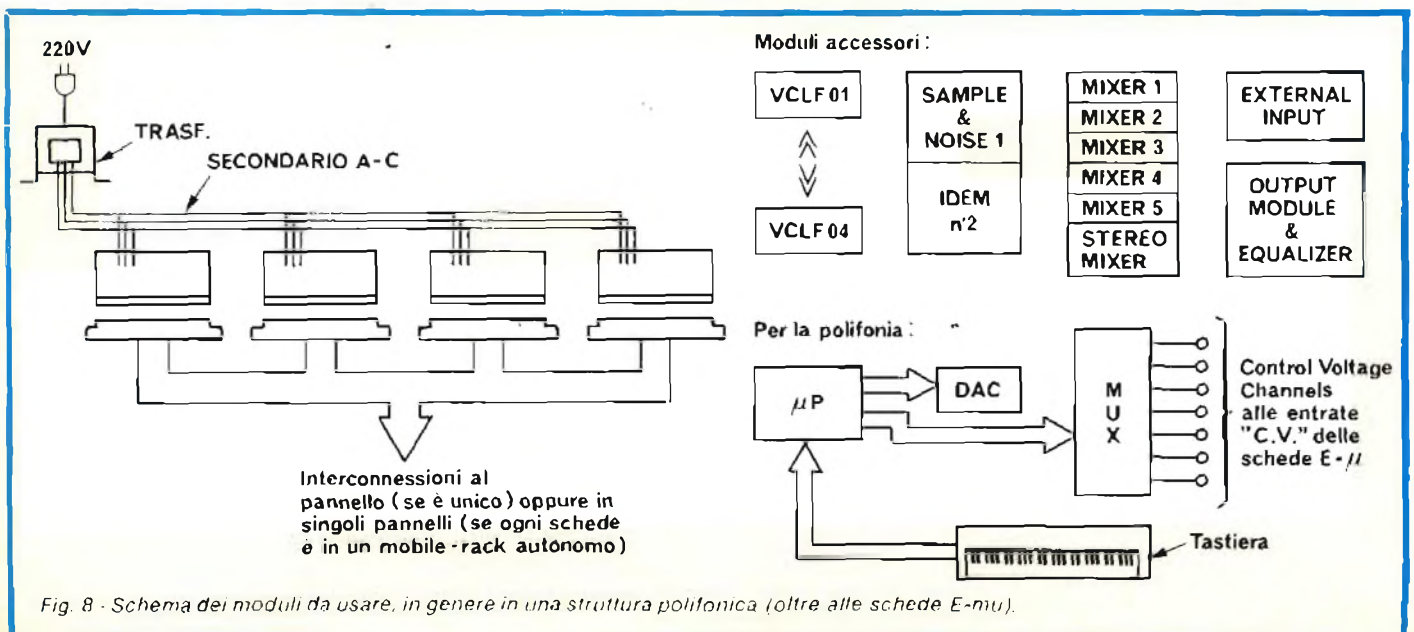 220V
TRASF.
SECONDARIO A-C
Interconnessioni al
pannello (se è unico) oppure in
singoli pannelli (se ogni schede
è in un mobile-rack autonomo)
Moduli accessori:
VCLF 01
VCLF 04
SAMPLE
&
NOISE 1
IDEM
n°2
MIXER 1
MIXER 2
MIXER 3
MIXER 4
MIXER 5
STEREO
MIXER
EXTERNAL
INPUT
OUTPUT
MODULE
&
EQUALIZER
Per la polifonia:
μP
DAC
M
U
X
Control Voltage
Channels
alle entrate
"C.V." delle
schede E-μ
Tastiera
Fig. 8 - Schema dei moduli da usare, in genere in una struttura polifonica (oltre alle schede E-mu).